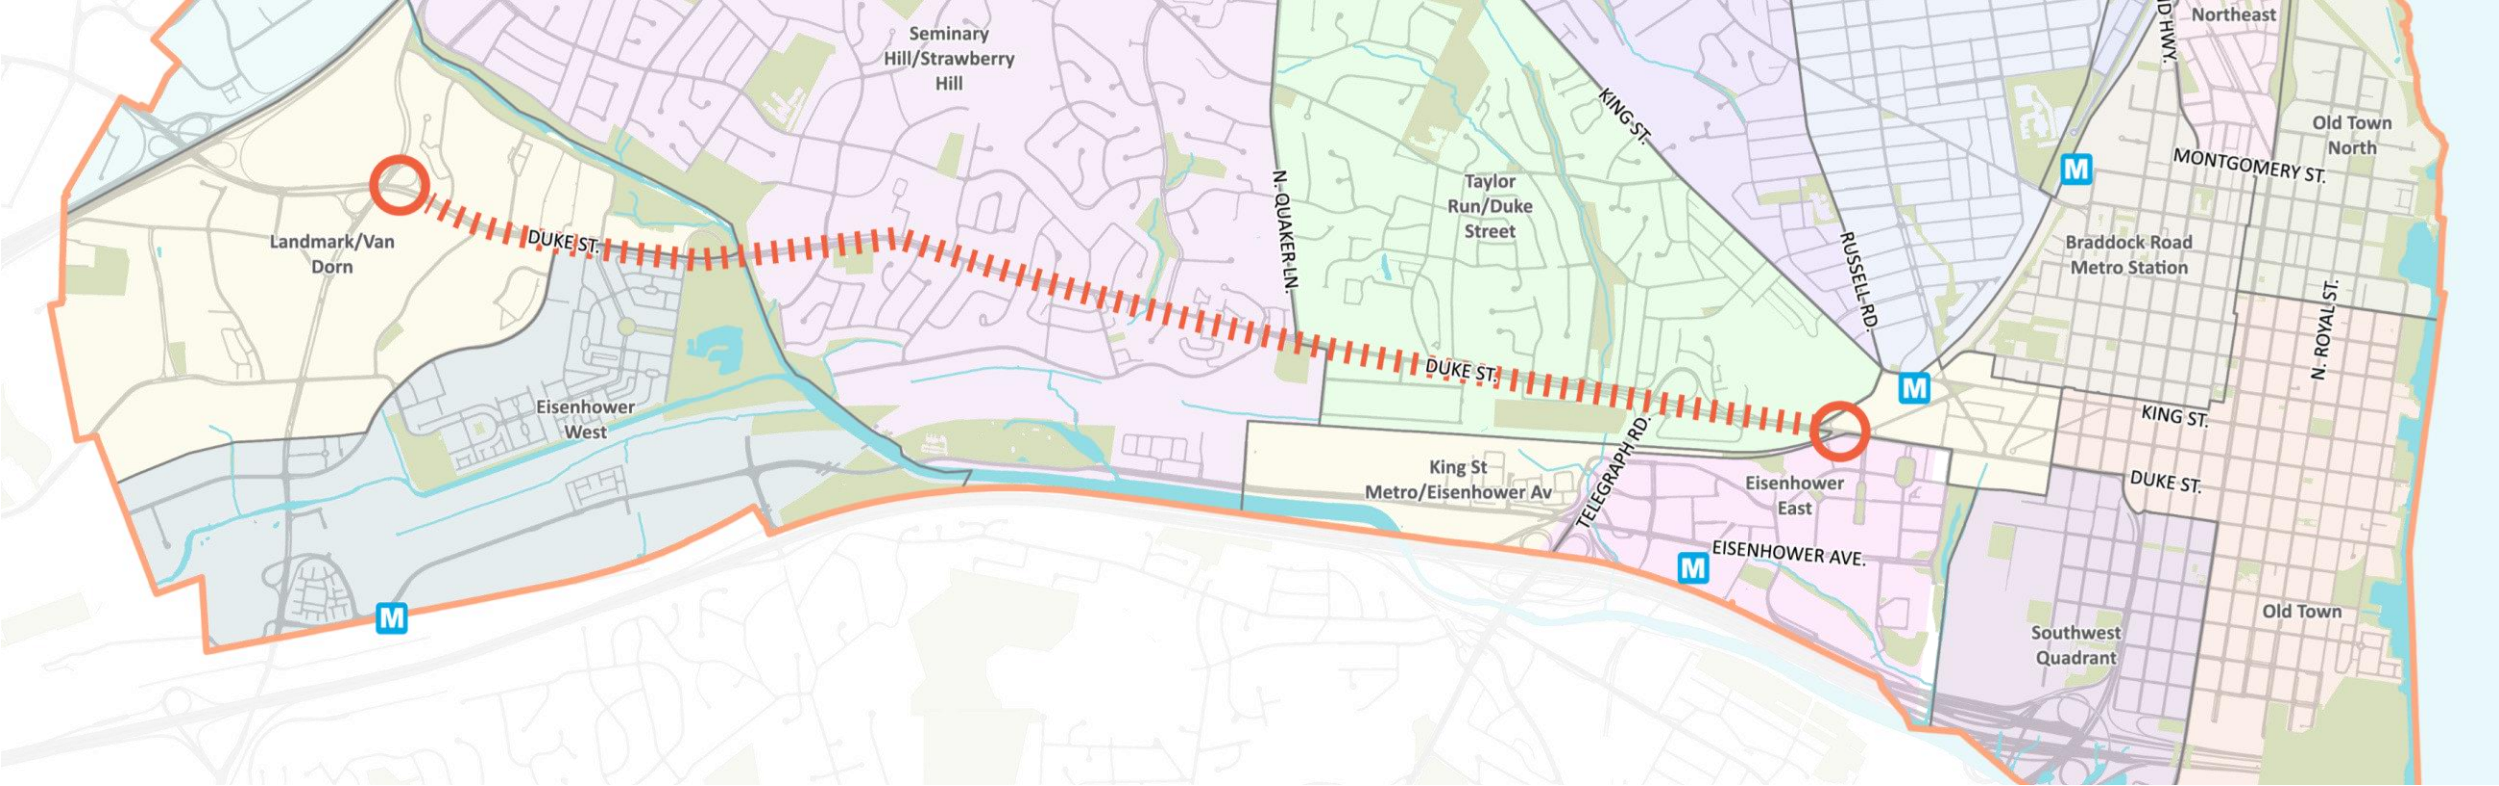 Seminary
Hill/Strawberry
Hill
Northeast
D HWY.
KING ST.
Old Town
North
MONTGOMERY ST.
M
N. QUAKER LN.
Taylor
Run/Duke
Street
RUSSELL RD.
Braddock Road
Metro Station
Landmark/Van
Dorn
DUKE ST.
N. ROYAL ST.
DUKE ST.
M
KING ST.
Eisenhower
West
TELEGRAPH RD.
King St
Metro/Eisenhower Av
Eisenhower
East
DUKE ST.
EISENHOWER AVE.
M
M
Old Town
Southwest
Quadrant